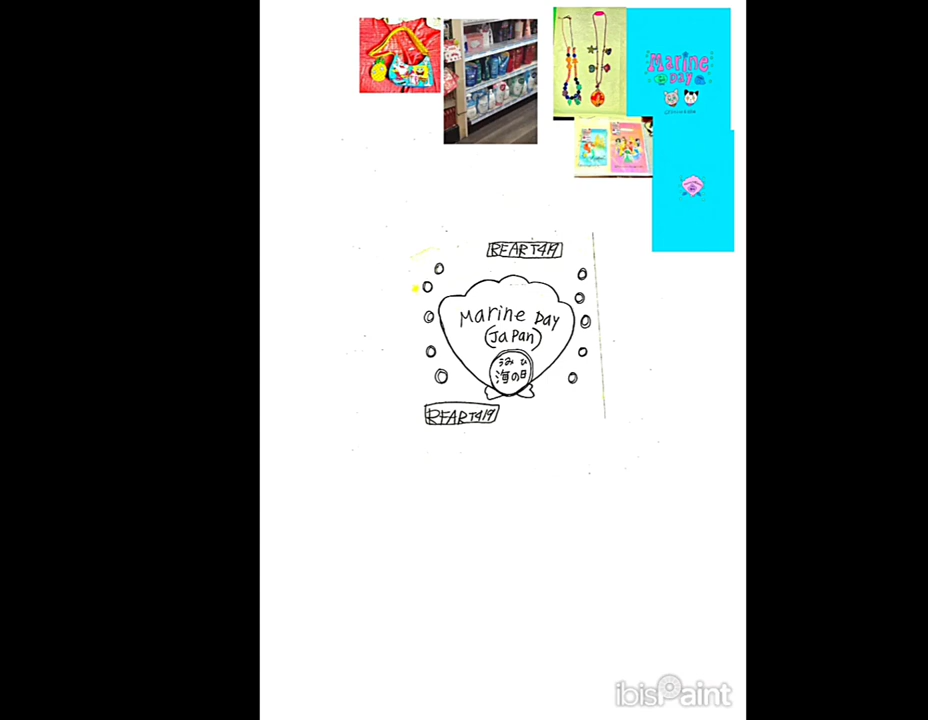 Marine
Day
REART419
Marine Day
(Japan)
うみ ひ
海の日
REART419
ibisPaint